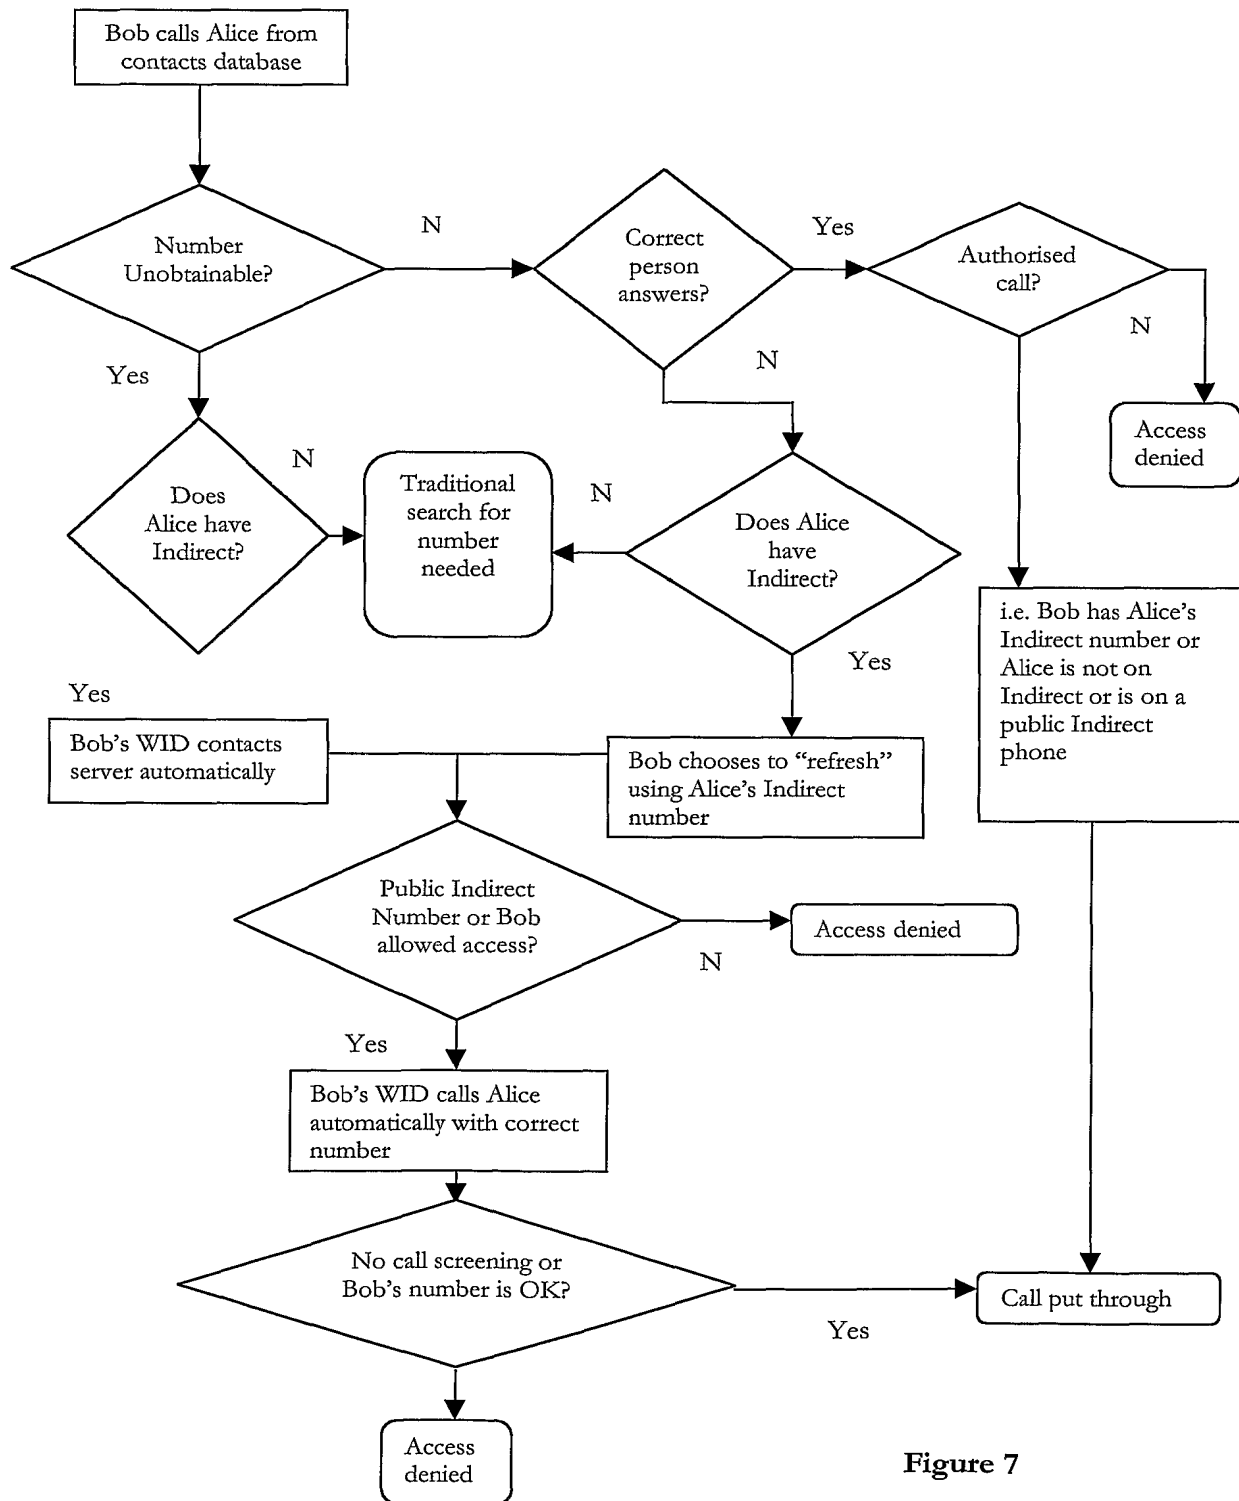 Bob calls Alice from
contacts database
Number
Unobtainable?
N
Correct
person
answers?
Yes
Authorised
call?
N
Access
denied
Yes
N
Does
Alice have
Indirect?
N
Traditional
search for
number
needed
N
Does Alice
have
Indirect?
i.e. Bob has Alice's
Indirect number or
Alice is not on
Indirect or is on a
public Indirect
phone
Yes
Yes
Bob's WID contacts
server automatically
Bob chooses to “refresh”
using Alice's Indirect
number
Public Indirect
Number or Bob
allowed access?
N
Access denied
Yes
Bob's WID calls Alice
automatically with correct
number
No call screening or
Bob's number is OK?
Yes
Call put through
Access
denied
Figure 7